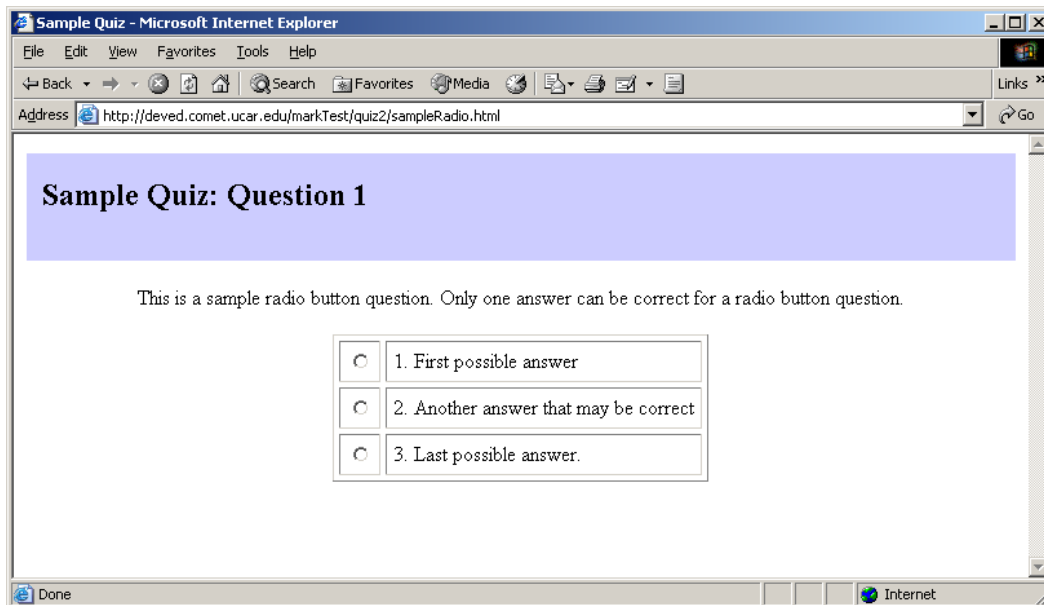 Sample Quiz - Microsoft Internet Explorer
File Edit View Favorites Tools Help
Back Search Favorites Media Links »
Address http://deved.comet.ucar.edu/markTest/quiz2/sampleRadio.html Go
Sample Quiz: Question 1
This is a sample radio button question. Only one answer can be correct for a radio button question.
1. First possible answer
2. Another answer that may be correct
3. Last possible answer.
Done Internet